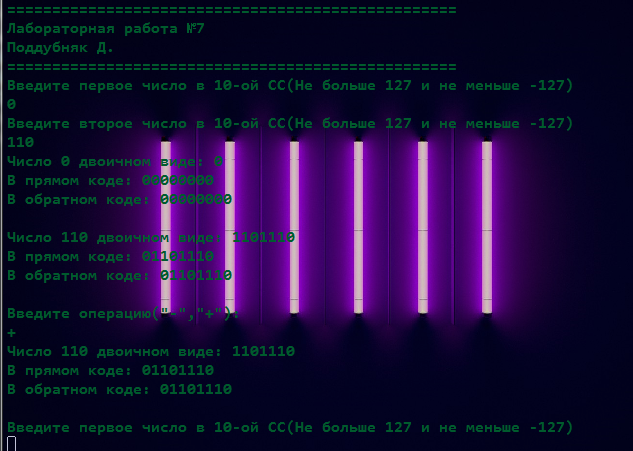 ==================================================
Лабораторная работа №7
Поддубняк Д.
==================================================
Введите первое число в 10-ой СС(Не больше 127 и не меньше -127)
0
Введите второе число в 10-ой СС(Не больше 127 и не меньше -127)
110
Число 0 двоичном виде: 0
В прямом коде: 00000000
В обратном коде: 00000000
Число 110 двоичном виде: 1101110
В прямом коде: 01101110
В обратном коде: 01101110
Введите операцию("-","+"):
+
Число 110 двоичном виде: 1101110
В прямом коде: 01101110
В обратном коде: 01101110
Введите первое число в 10-ой СС(Не больше 127 и не меньше -127)